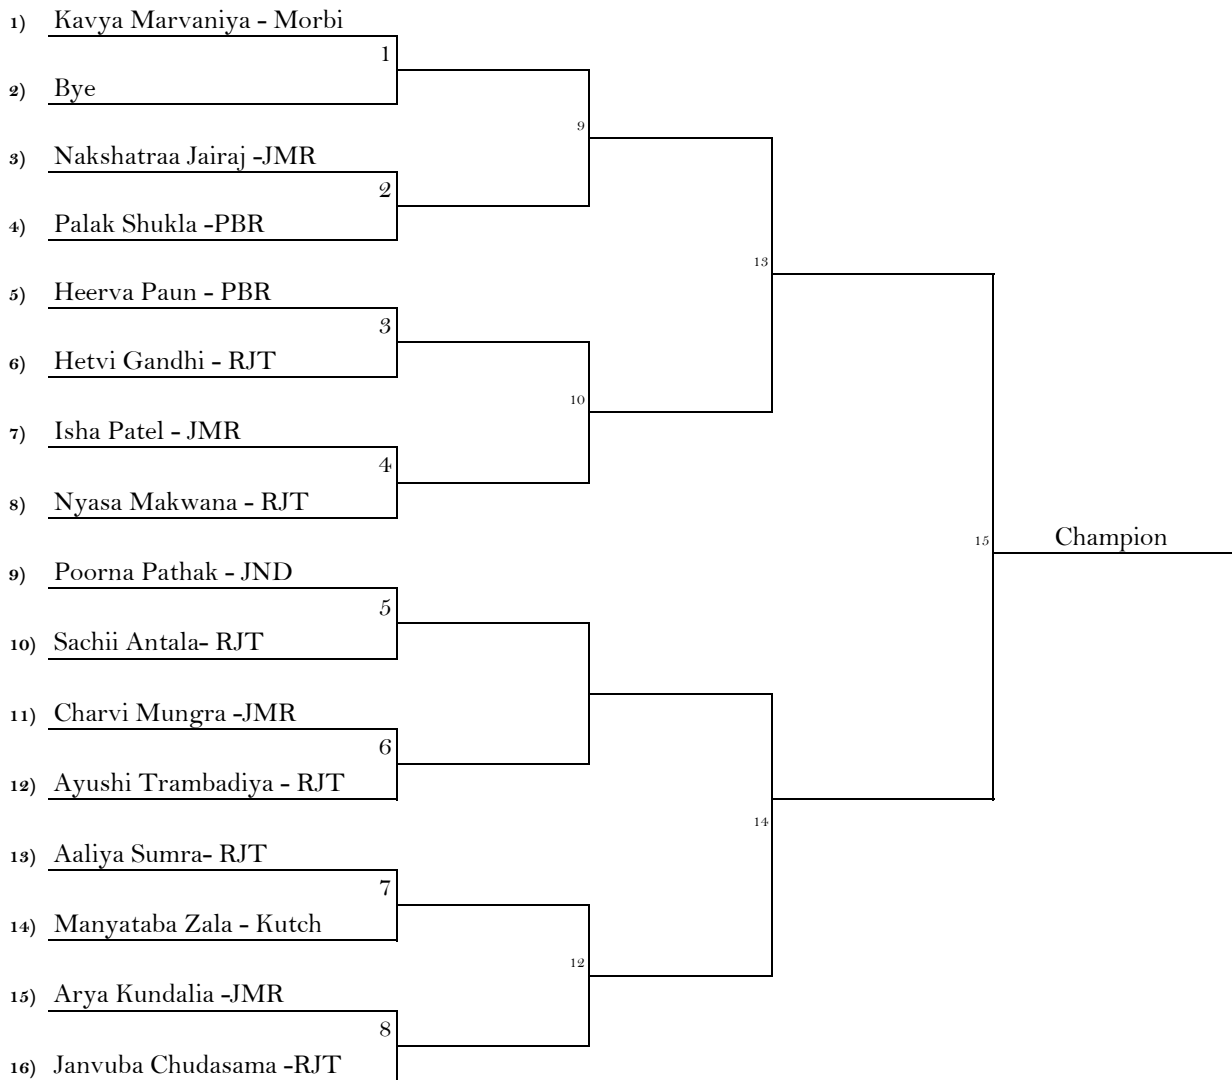 1) Kavya Marvaniya - Morbi
1
2) Bye
9
3) Nakshatraa Jairaj -JMR
2
4) Palak Shukla -PBR
13
5) Heerva Paun - PBR
3
6) Hetvi Gandhi - RJT
10
7) Isha Patel - JMR
4
8) Nyasa Makwana - RJT
15 Champion
9) Poorna Pathak - JND
5
10) Sachii Antala- RJT
11) Charvi Mungra -JMR
6
12) Ayushi Trambadiya - RJT
14
13) Aaliya Sumra- RJT
7
14) Manyataba Zala - Kutch
12
15) Arya Kundalia -JMR
8
16) Janvuba Chudasama -RJT